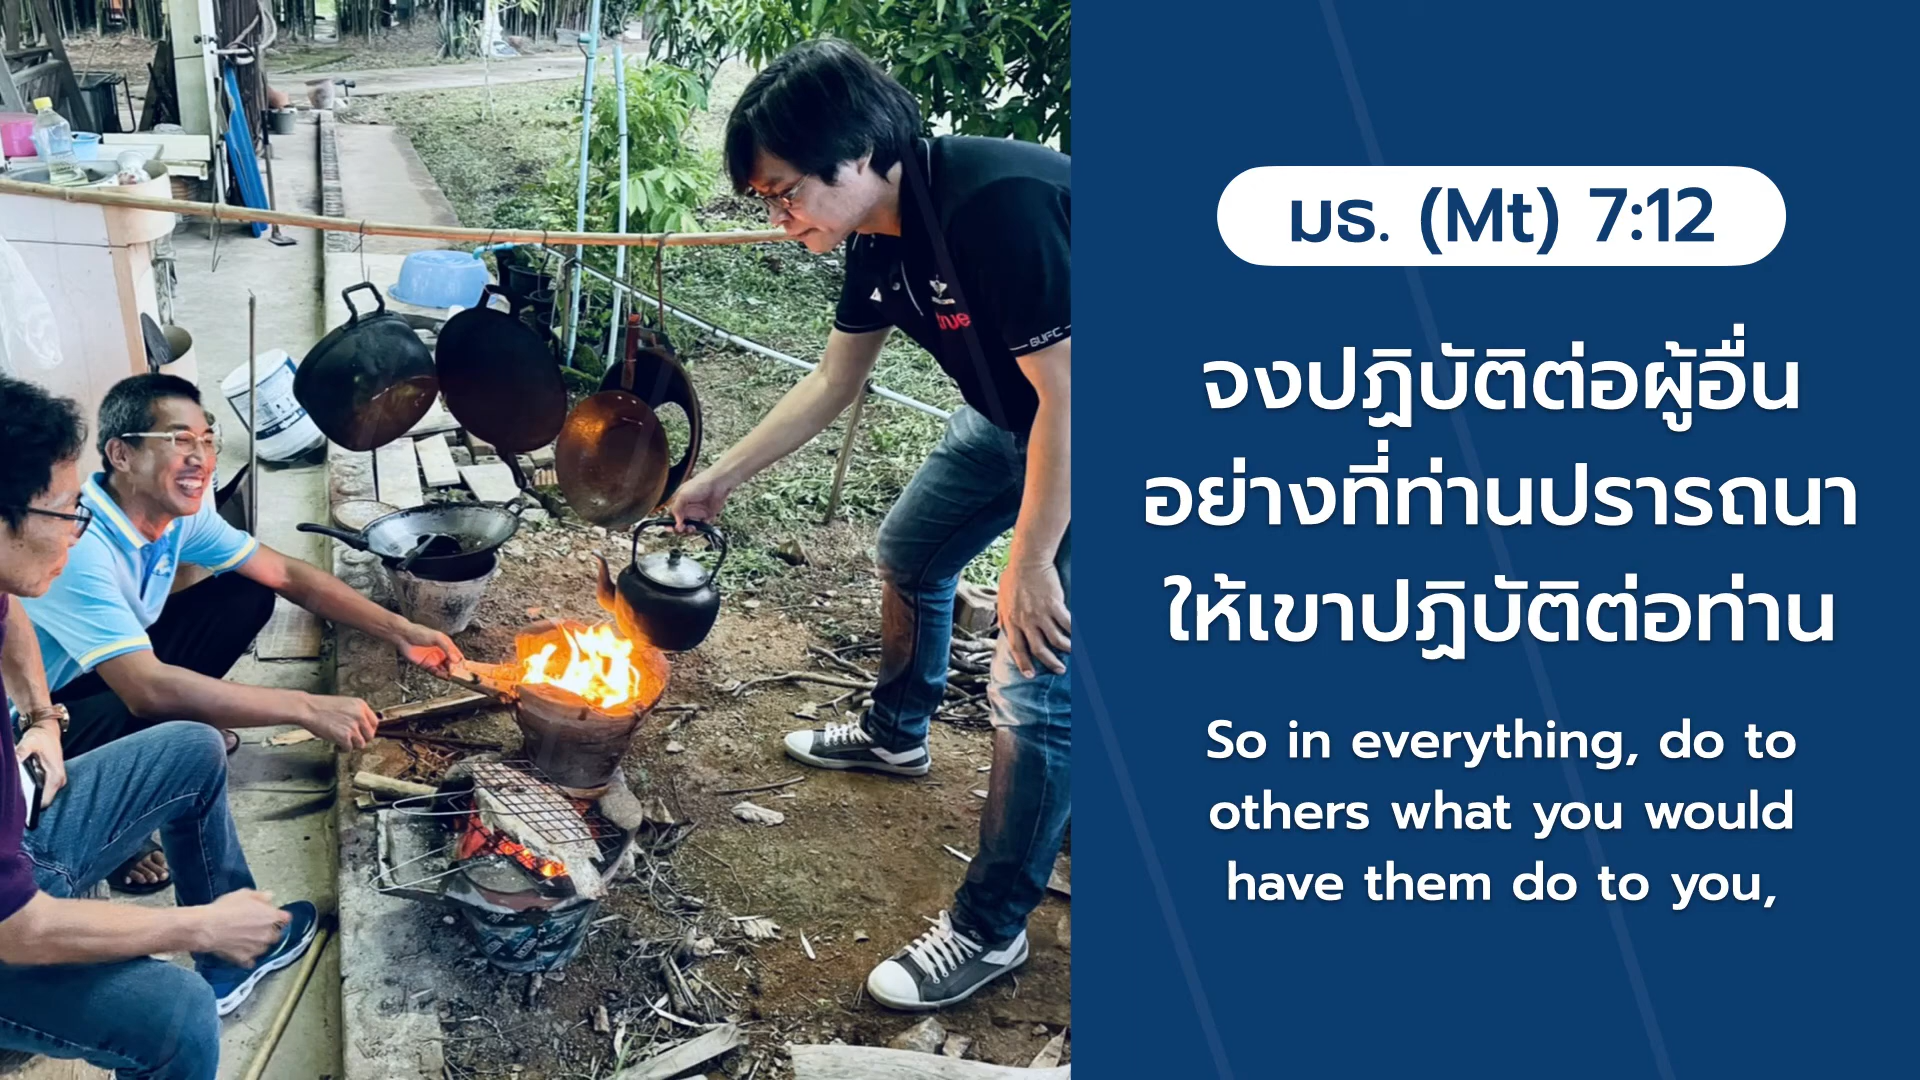 true
GUFC
มธ. (Mt) 7:12
จงปฏิบัติต่อผู้อื่น
อย่างที่ท่านปรารถนา
ให้เขาปฏิบัติต่อท่าน
So in everything, do to
others what you would
have them do to you,